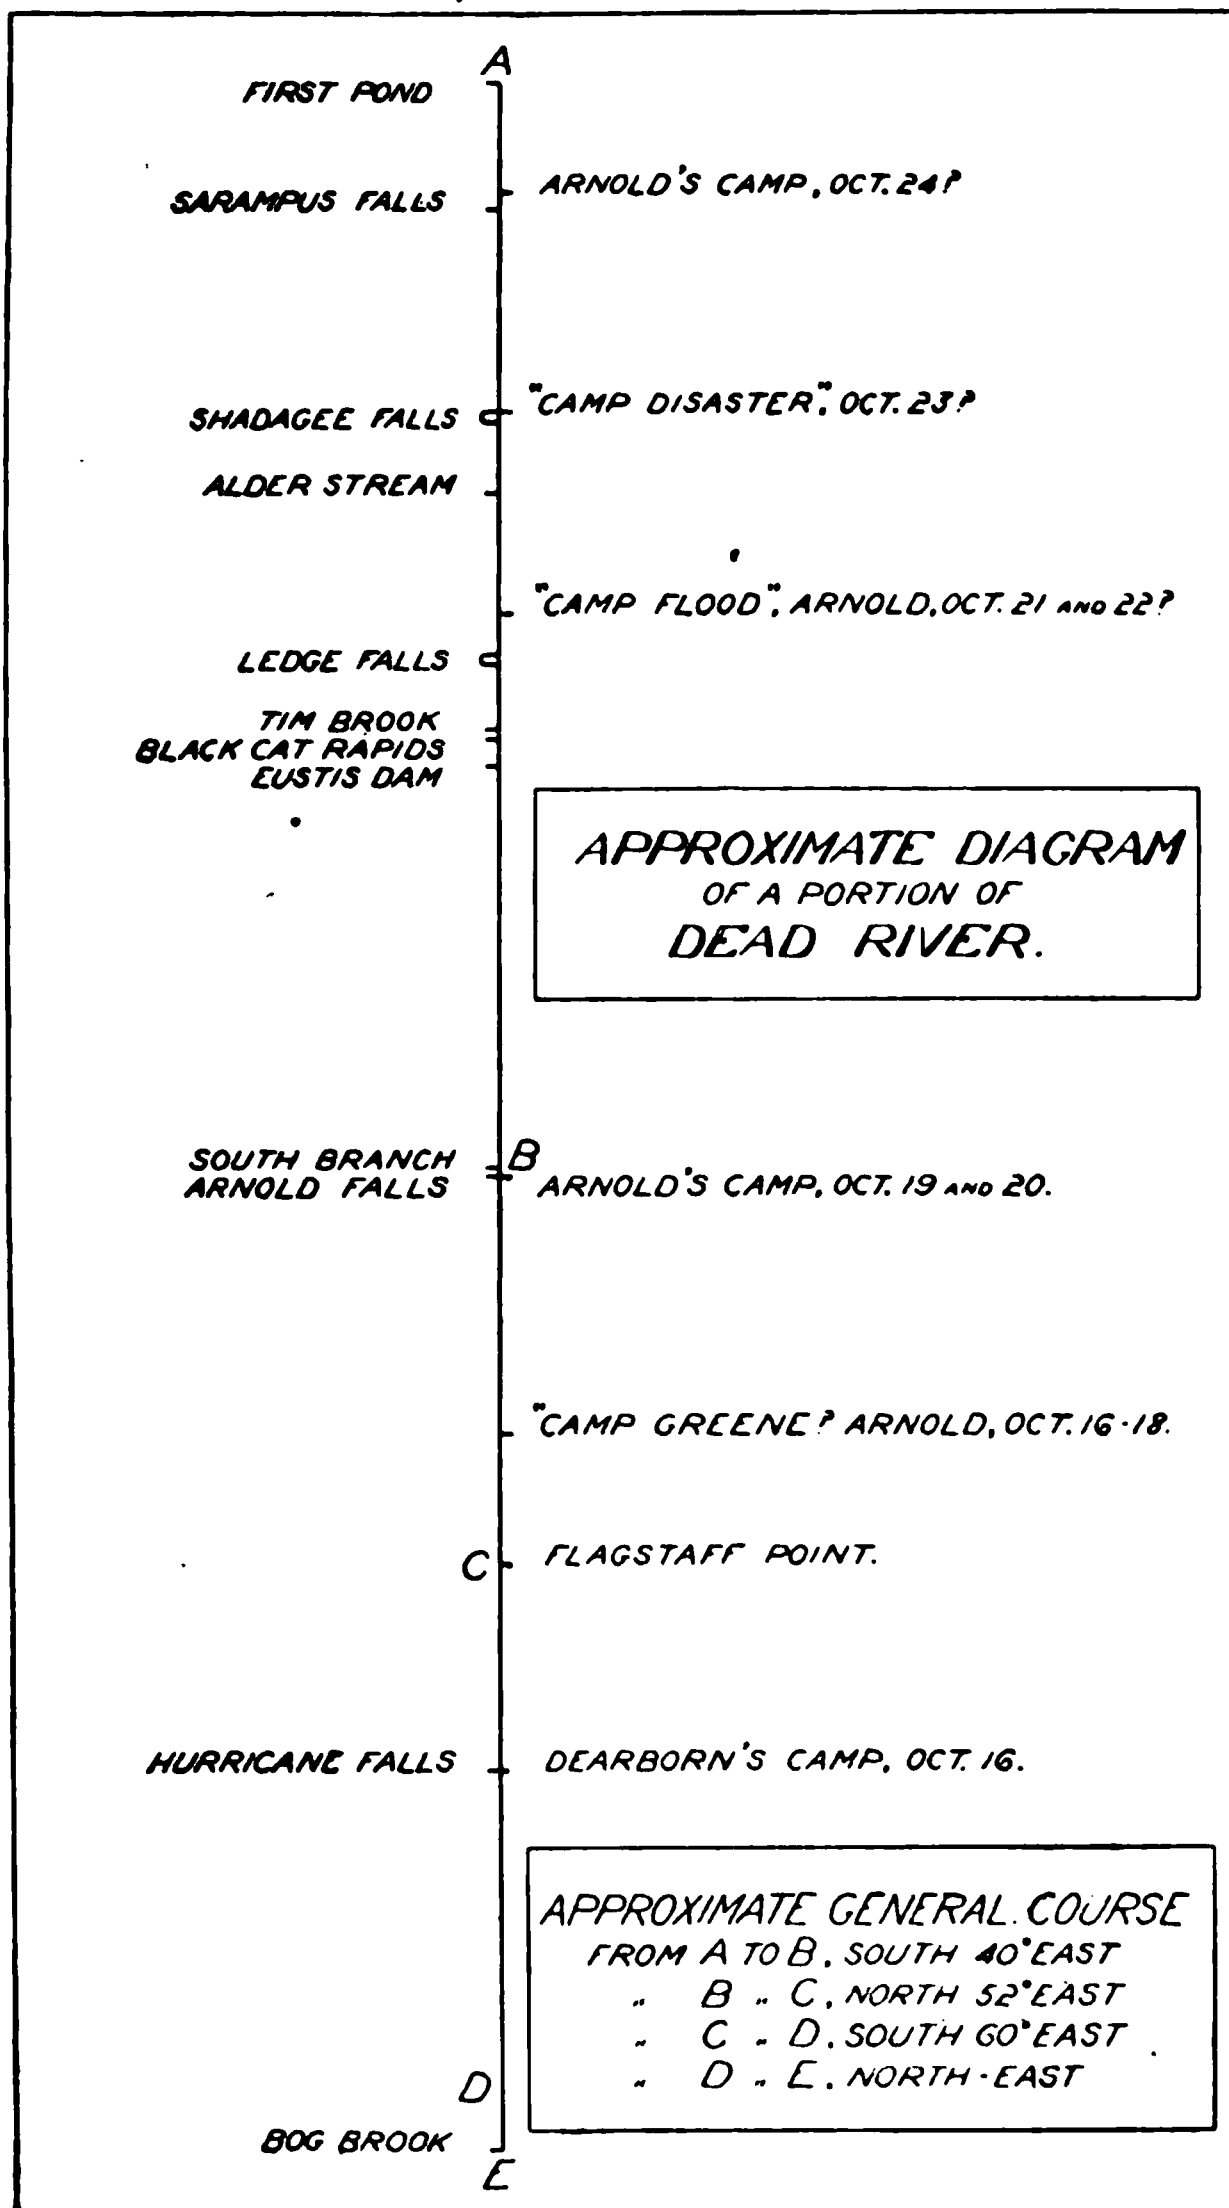 A
FIRST POND
ARNOLD'S CAMP, OCT. 24?
SARAMPUS FALLS
"CAMP DISASTER", OCT. 23?
SHADAGEE FALLS
ALDER STREAM
"CAMP FLOOD", ARNOLD, OCT. 21 AND 22?
LEDGE FALLS
TIM BROOK
BLACK CAT RAPIDS
EUSTIS DAM
APPROXIMATE DIAGRAM
OF A PORTION OF
DEAD RIVER.
SOUTH BRANCH B
ARNOLD FALLS ARNOLD'S CAMP, OCT. 19 AND 20.
"CAMP GREENE? ARNOLD, OCT. 16-18.
C FLAGSTAFF POINT.
HURRICANE FALLS DEARBORN'S CAMP, OCT. 16.
APPROXIMATE GENERAL COURSE
FROM A TO B, SOUTH 40° EAST
" B " C, NORTH 52° EAST
" C " D, SOUTH 60° EAST
" D " E, NORTH-EAST
D
BOG BROOK
E